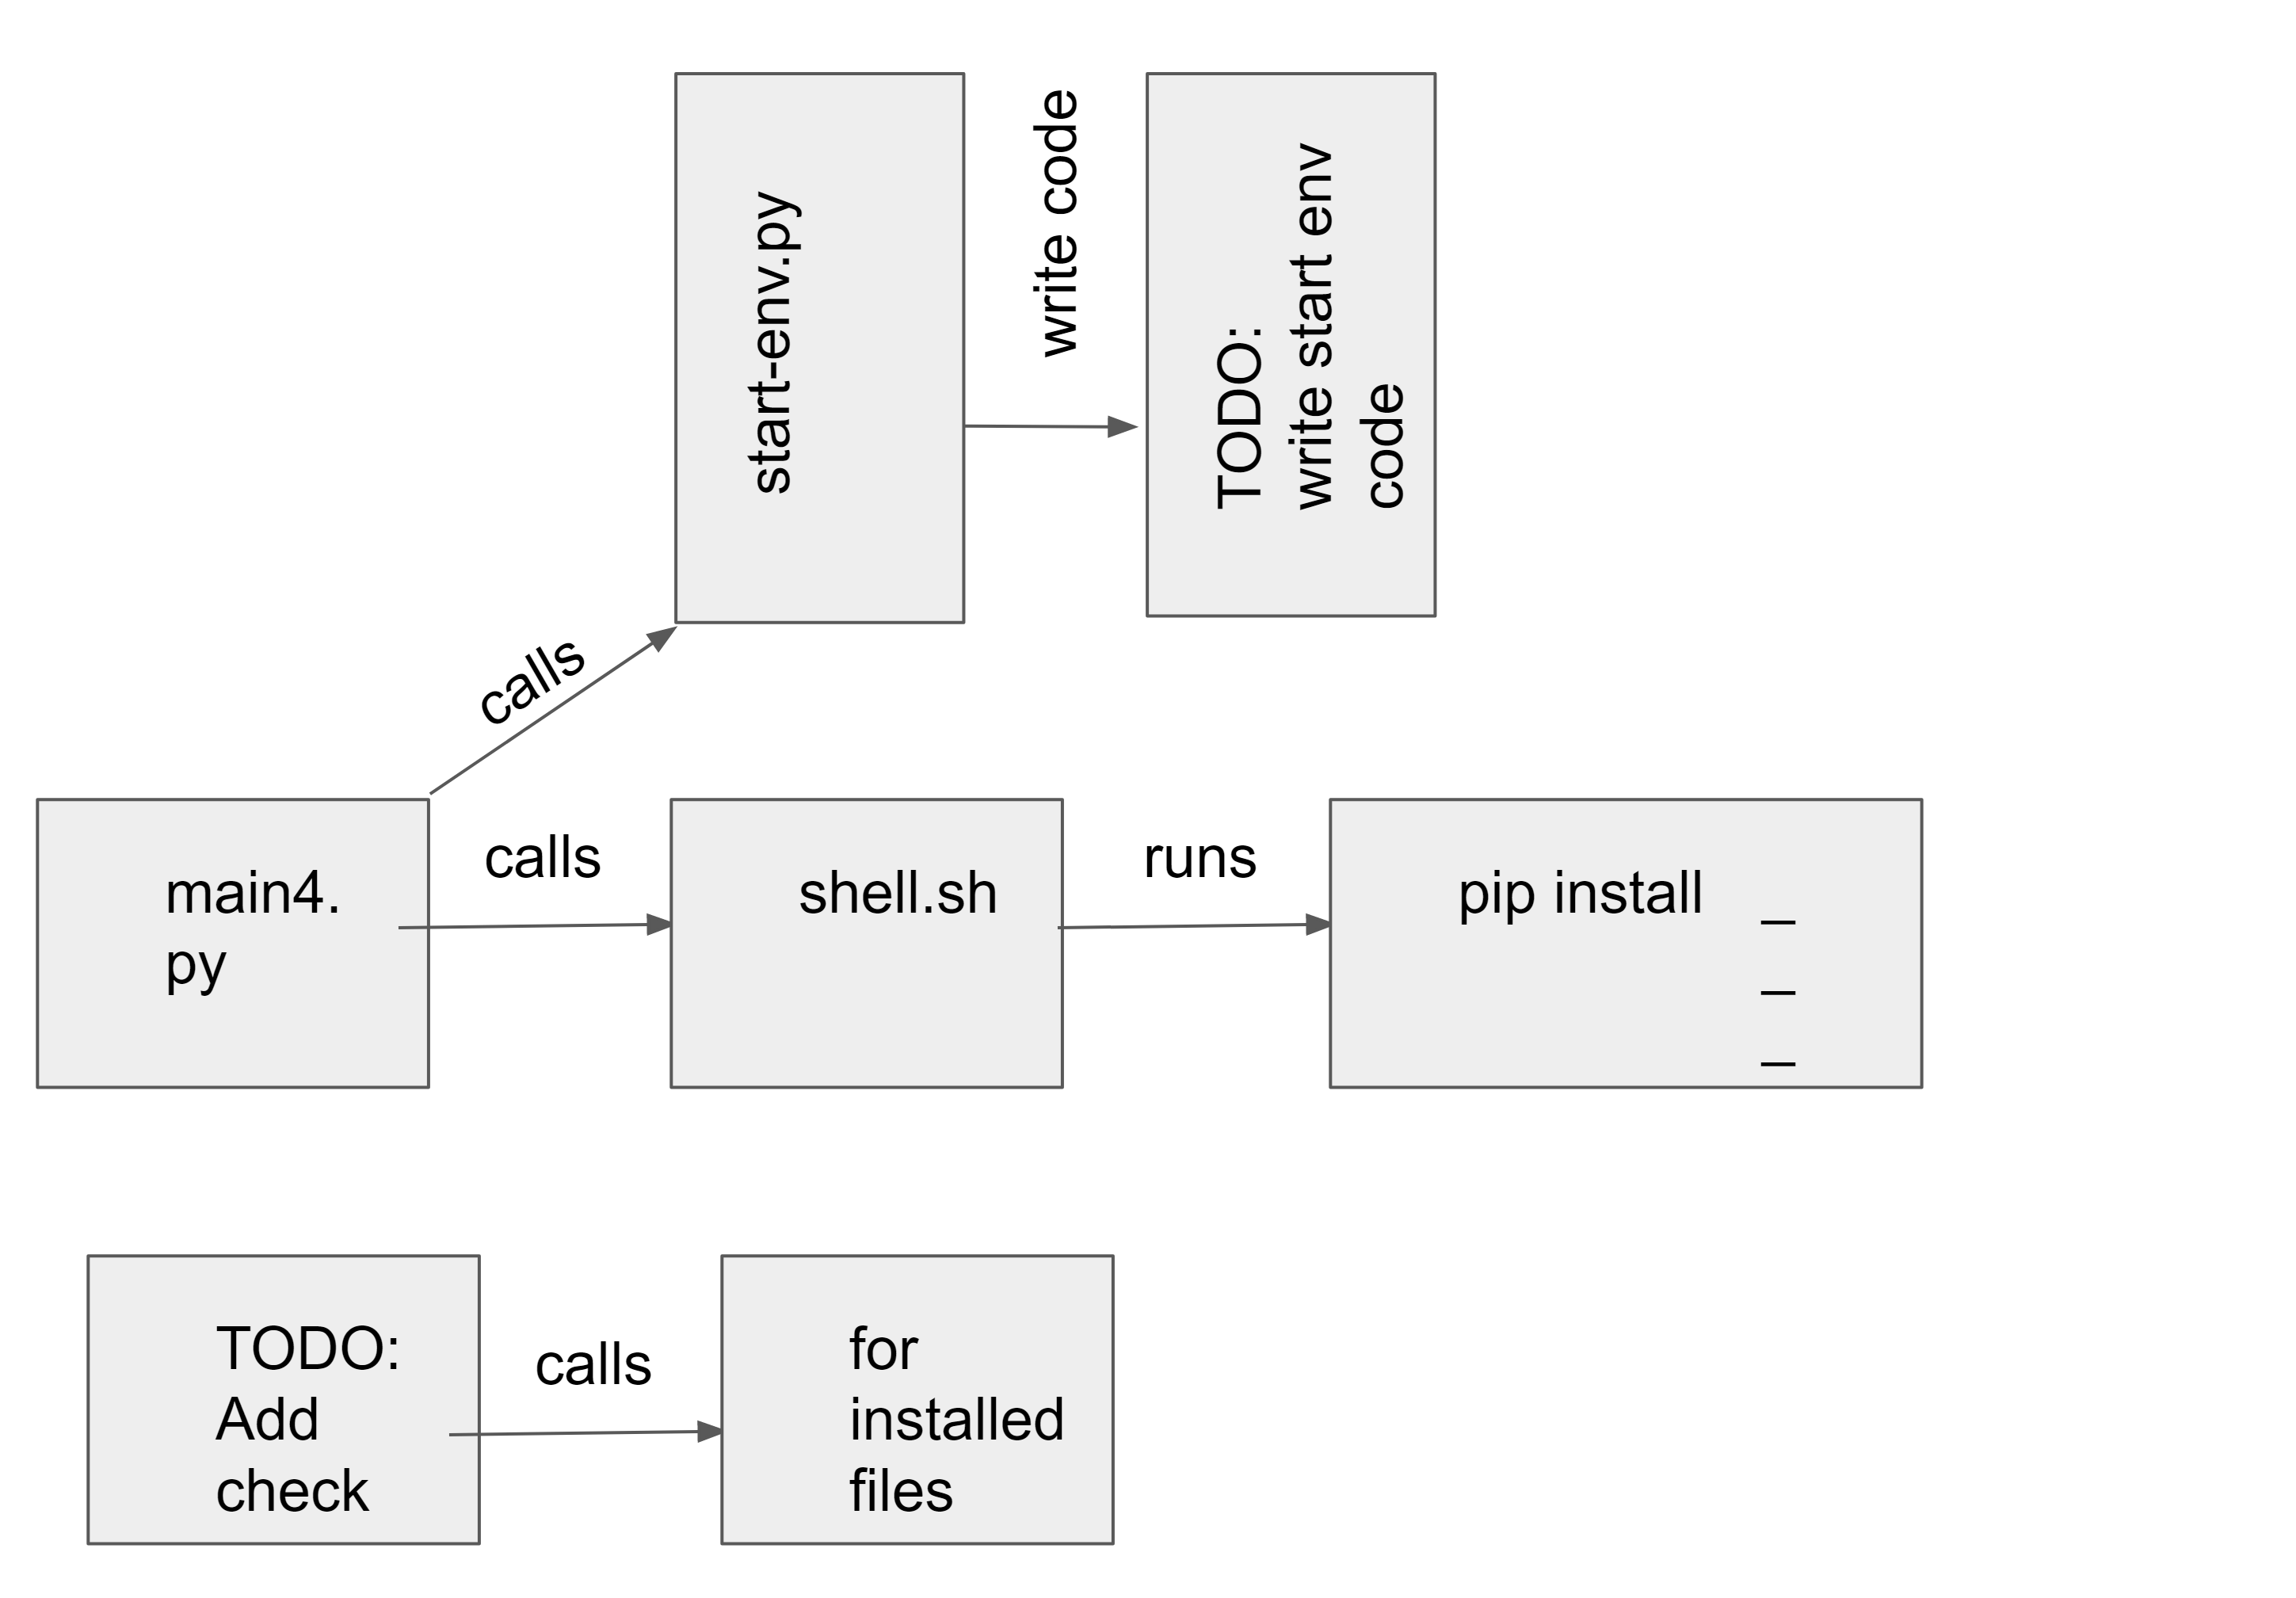 start-env.py
write code
TODO:
write start env
code
calls
main4.
py
calls
shell.sh
runs
pip install _
_
_
TODO:
Add
check
calls
for
installed
files